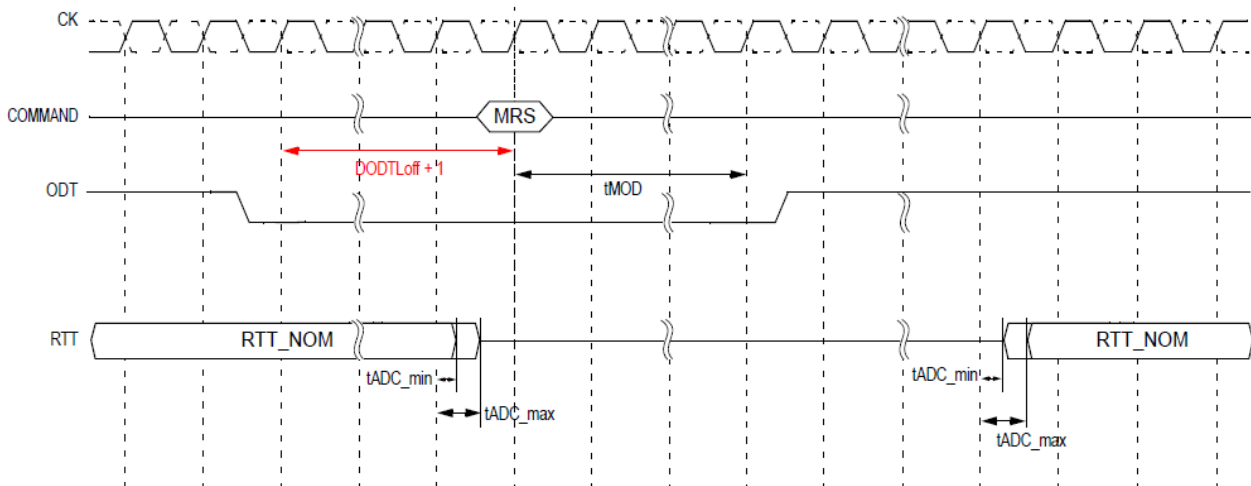 CK
COMMAND
MRS
DODTLoff + 1
ODT
tMOD
RTT
RTT_NOM
RTT_NOM
tADC_min
tADC_min
tADC_max
tADC_max